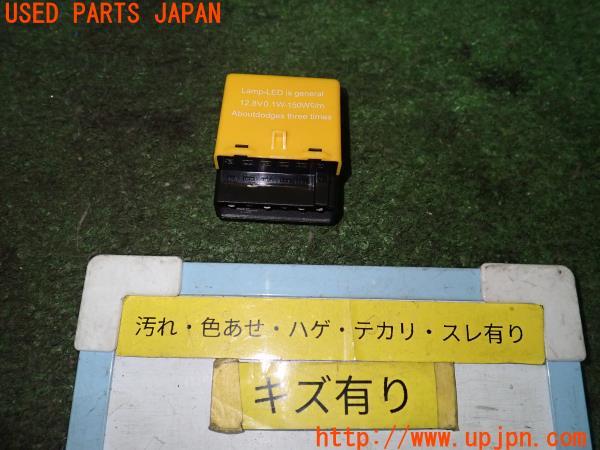 USED PARTS JAPAN
Lamp-LED is general
12.8V0.1W-150W6/m
Aboutdodges three times
汚れ・色あせ・ハゲ・テカリ・スレ有り
キズ有り
http://www.upjpn.com